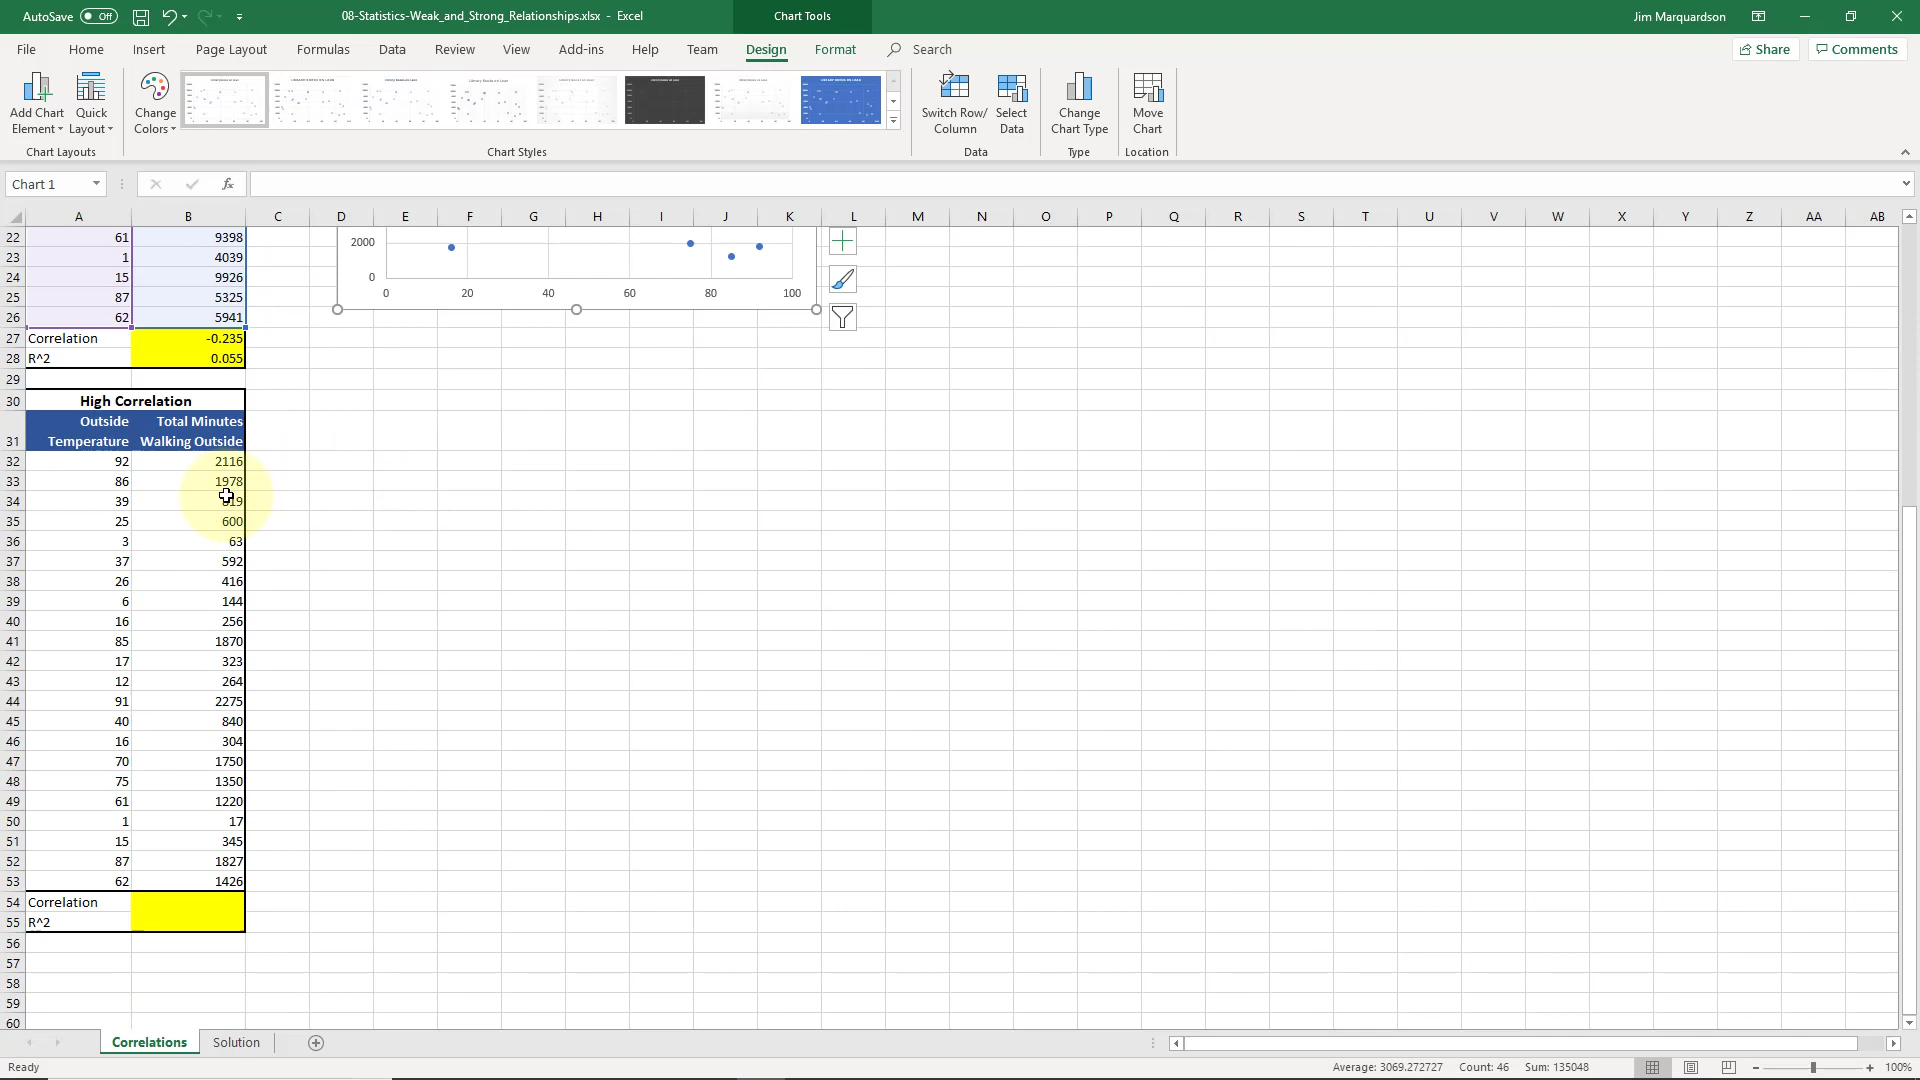 AutoSave Off
08-Statistics-Weak_and_Strong_Relationships.xlsx - Excel
Chart Tools
Jim Marquardson
File Home Insert Page Layout Formulas Data Review View Add-ins Help Team Design Format Search Share Comments
Add Chart Element
Quick Layout
Change Colors
Switch Row/ Column
Select Data
Change Chart Type
Move Chart
Chart Layouts Chart Styles Data Type Location
Chart 1 fx
A B C D E F G H I J K L M N O P Q R S T U V W X Y Z AA AB
22 61 9398 2000
23 1 4039
24 15 9926 0
25 87 5325 0 20 40 60 80 100
26 62 5941
27 Correlation -0.235
28 R^2 0.055
29
30 High Correlation
Outside Total Minutes
31 Temperature Walking Outside
32 92 2116
33 86 1978
34 39
35 25 600
36 3 63
37 37 592
38 26 416
39 6 144
40 16 256
41 85 1870
42 17 323
43 12 264
44 91 2275
45 40 840
46 16 304
47 70 1750
48 75 1350
49 61 1220
50 1 17
51 15 345
52 87 1827
53 62 1426
54 Correlation
55 R^2
56
57
58
59
60
Correlations Solution
Ready Average: 3069.272727 Count: 46 Sum: 135048 100%